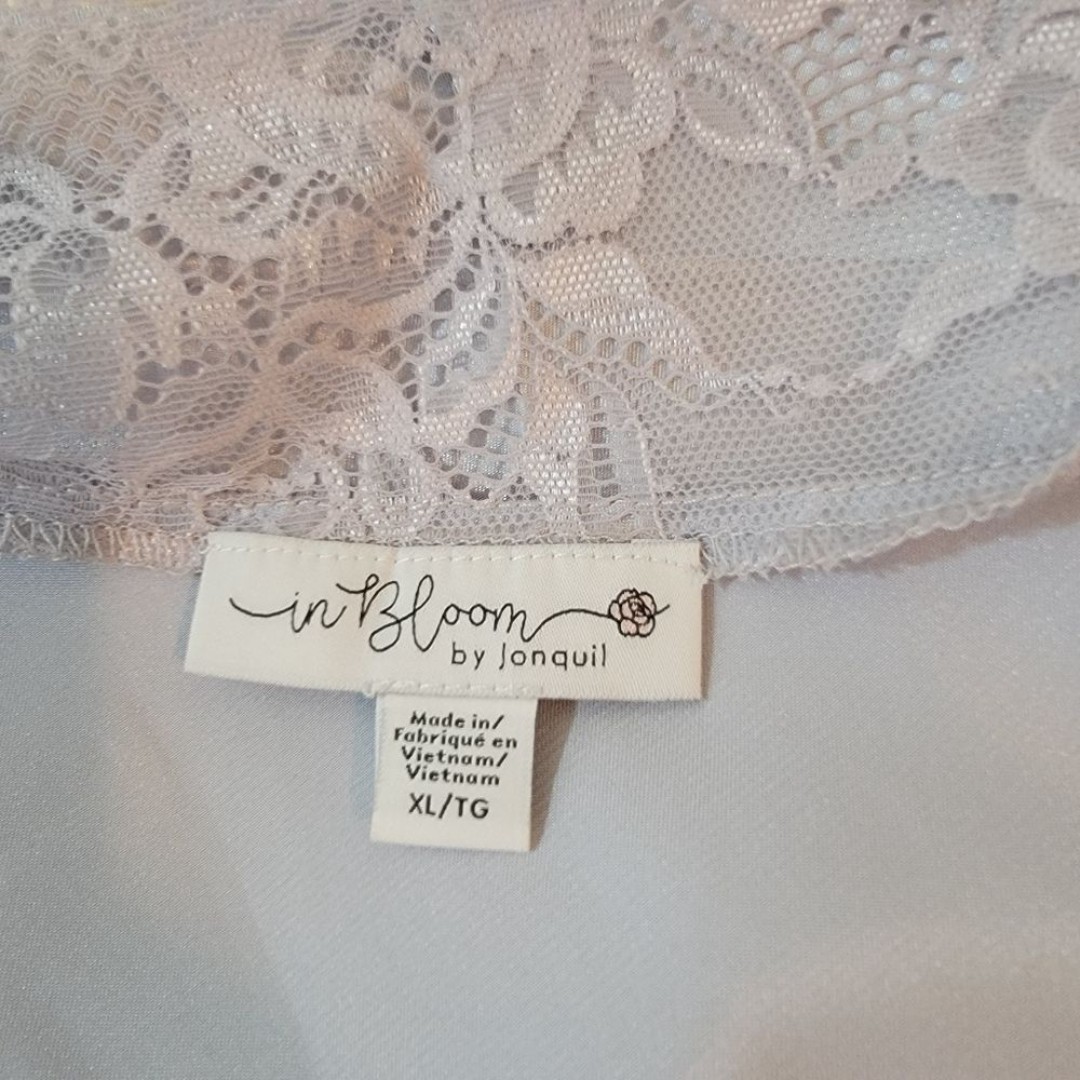 in Bloom
by Jonquil
Made in/
Fabriqué en
Vietnam/
Vietnam
XL/TG